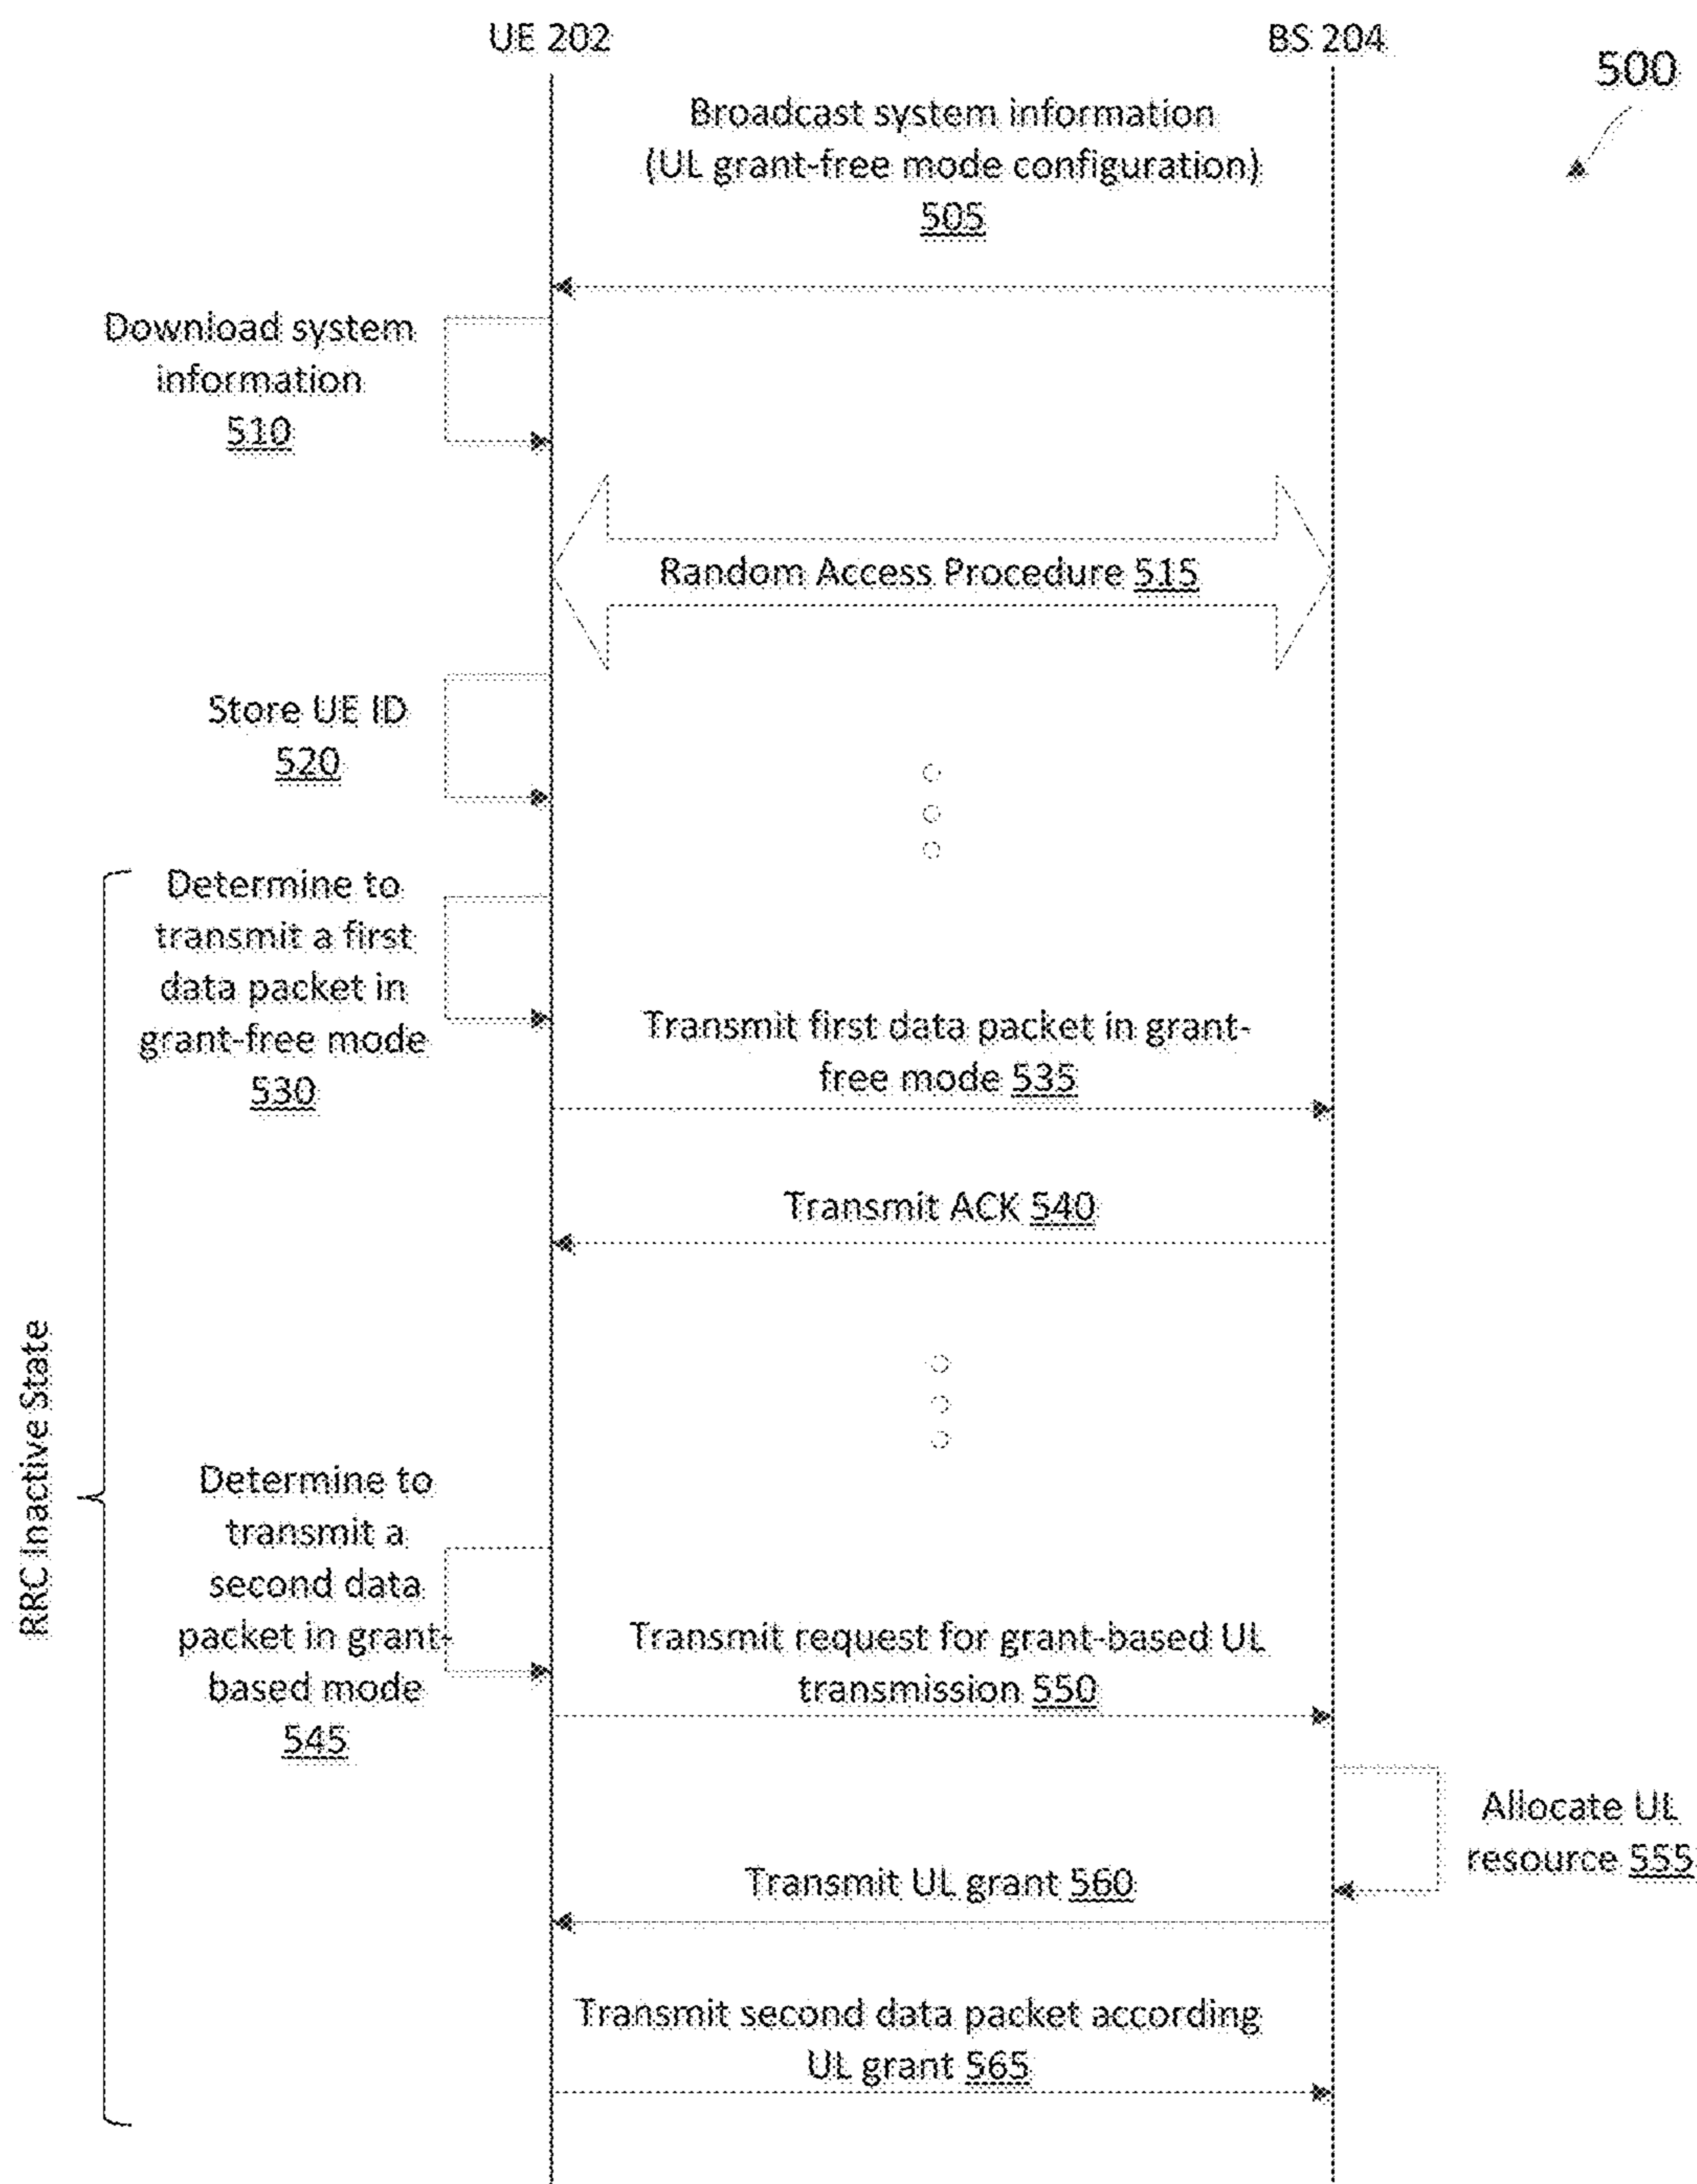 UE 202
BS 204
500
Broadcast system information
(UL grant-free mode configuration)
505
Download system
information
510
Random Access Procedure 515
Store UE ID
520
Determine to
transmit a first
data packet in
grant-free mode
530
Transmit first data packet in grant-
free mode 535
Transmit ACK 540
RRC Inactive State
Determine to
transmit a
second data
packet in grant-
based mode
545
Transmit request for grant-based UL
transmission 550
Allocate UL
resource 555
Transmit UL grant 560
Transmit second data packet according
UL grant 565